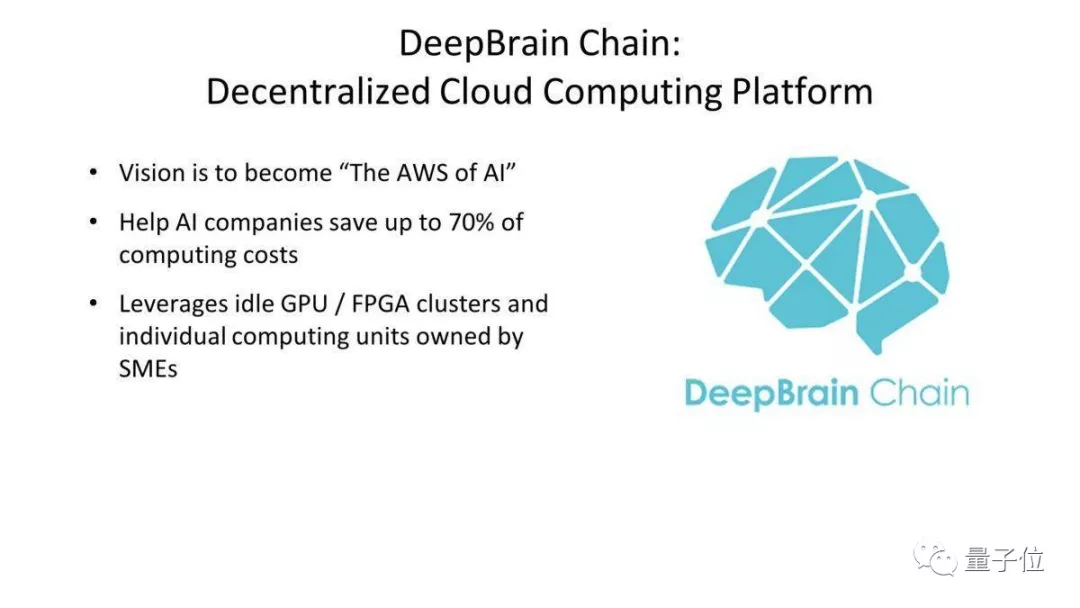 DeepBrain Chain:
Decentralized Cloud Computing Platform
• Vision is to become “The AWS of AI”
• Help AI companies save up to 70% of
computing costs
• Leverages idle GPU / FPGA clusters and
individual computing units owned by
SMEs
DeepBrain Chain
量子位